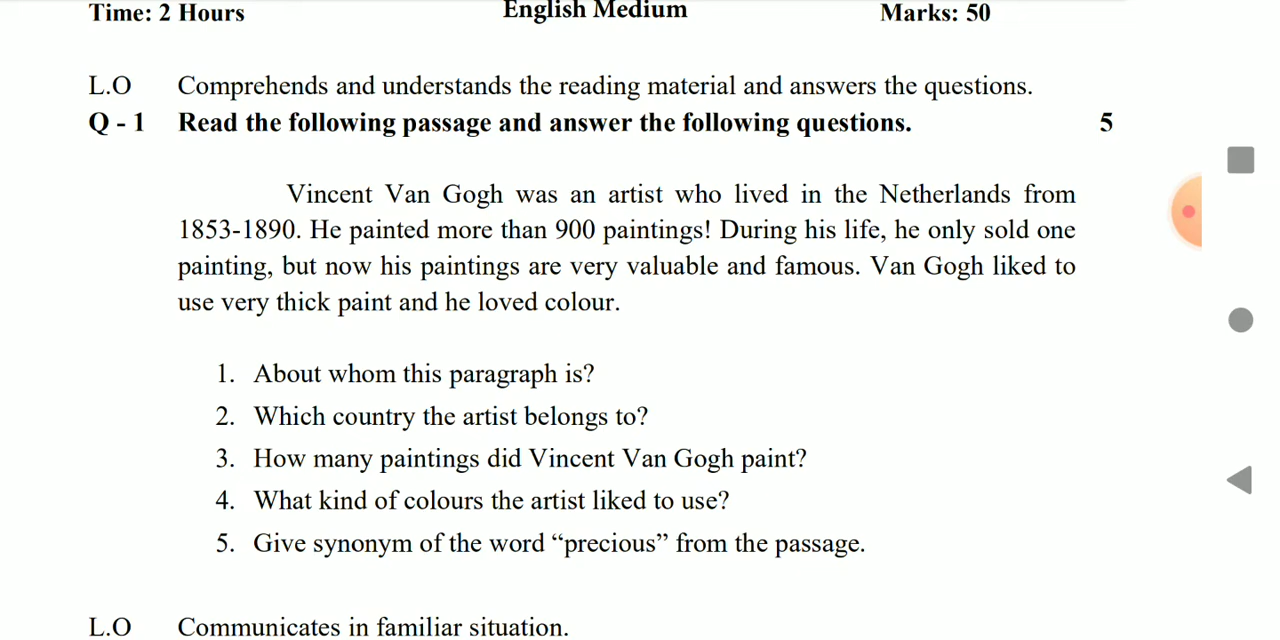 Time: 2 Hours English Medium Marks: 50
L.O Comprehends and understands the reading material and answers the questions.
Q - 1 Read the following passage and answer the following questions. 5
Vincent Van Gogh was an artist who lived in the Netherlands from
1853-1890. He painted more than 900 paintings! During his life, he only sold one
painting, but now his paintings are very valuable and famous. Van Gogh liked to
use very thick paint and he loved colour.
1. About whom this paragraph is?
2. Which country the artist belongs to?
3. How many paintings did Vincent Van Gogh paint?
4. What kind of colours the artist liked to use?
5. Give synonym of the word “precious” from the passage.
L.O Communicates in familiar situation.